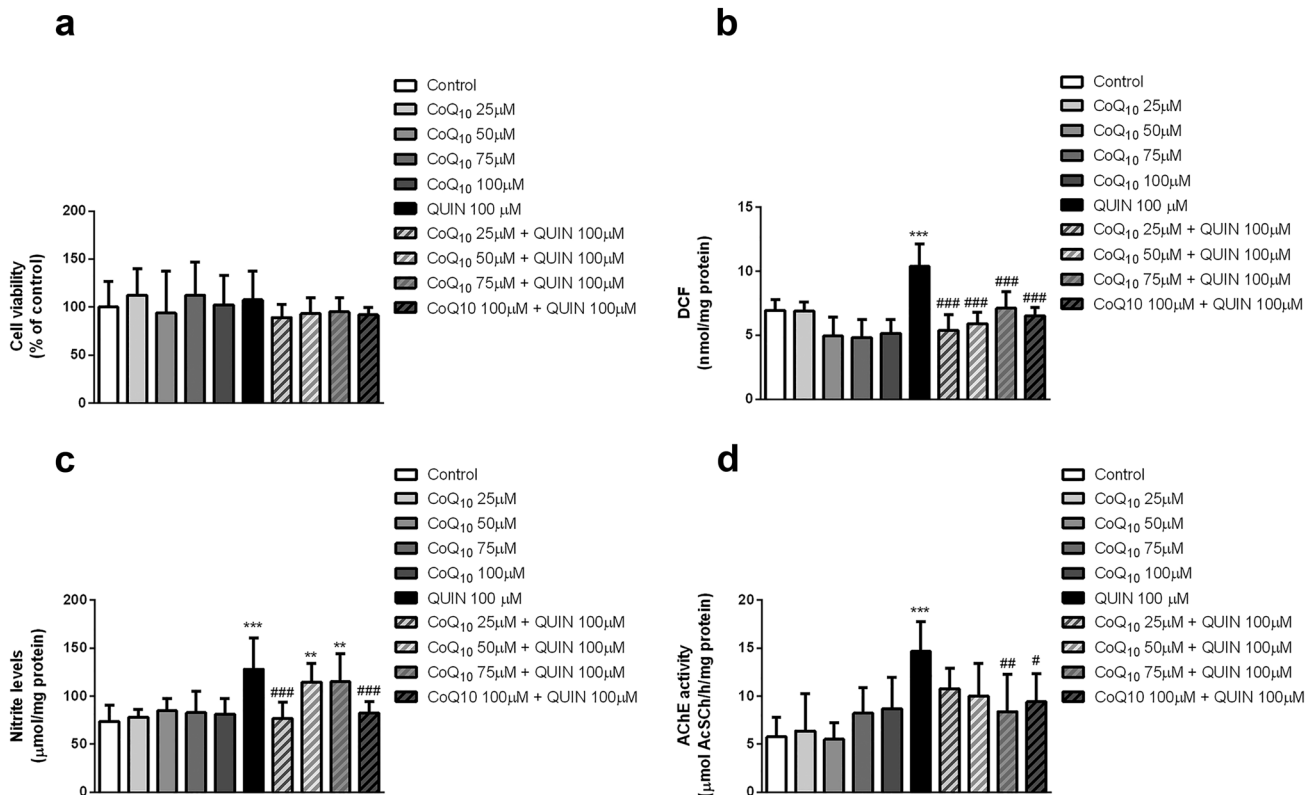 a
Control
CoQ10 25μM
CoQ10 50μM
CoQ10 75μM
CoQ10 100μM
QUIN 100 μM
CoQ10 25μM + QUIN 100μM
CoQ10 50μM + QUIN 100μM
CoQ10 75μM + QUIN 100μM
CoQ10 100μM + QUIN 100μM
Cell viability
(% of control)
200
150
100
50
0
b
Control
CoQ10 25μM
CoQ10 50μM
CoQ10 75μM
CoQ10 100μM
QUIN 100 μM
CoQ10 25μM + QUIN 100μM
CoQ10 50μM + QUIN 100μM
CoQ10 75μM + QUIN 100μM
CoQ10 100μM + QUIN 100μM
DCF
(nmol/mg protein)
15
10
5
0
***
### ### ### ###
c
Control
CoQ10 25μM
CoQ10 50μM
CoQ10 75μM
CoQ10 100μM
QUIN 100 μM
CoQ10 25μM + QUIN 100μM
CoQ10 50μM + QUIN 100μM
CoQ10 75μM + QUIN 100μM
CoQ10 100μM + QUIN 100μM
Nitrite levels
(μmol/mg protein)
200
150
100
50
0
*** ### ** ** ###
d
Control
CoQ10 25μM
CoQ10 50μM
CoQ10 75μM
CoQ10 100μM
QUIN 100 μM
CoQ10 25μM + QUIN 100μM
CoQ10 50μM + QUIN 100μM
CoQ10 75μM + QUIN 100μM
CoQ10 100μM + QUIN 100μM
AChE activity
(μmol AcSCh/h/mg protein)
20
15
10
5
0
*** ## #